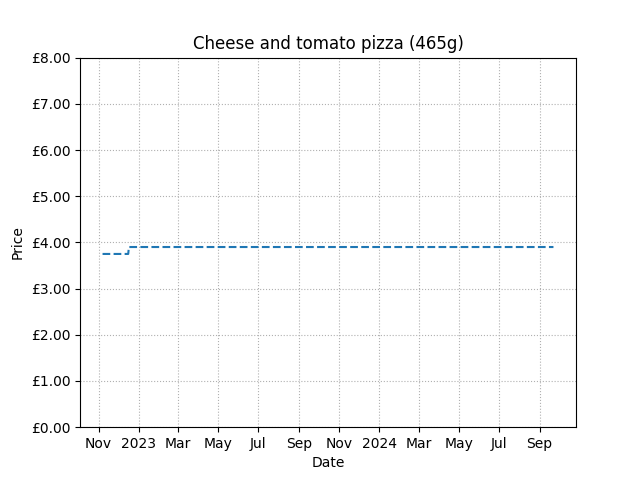 Cheese and tomato pizza (465g)
£8.00
£7.00
£6.00
£5.00
£4.00
£3.00
£2.00
£1.00
£0.00
Price
Nov 2023 Mar May Jul Sep Nov 2024 Mar May Jul Sep
Date